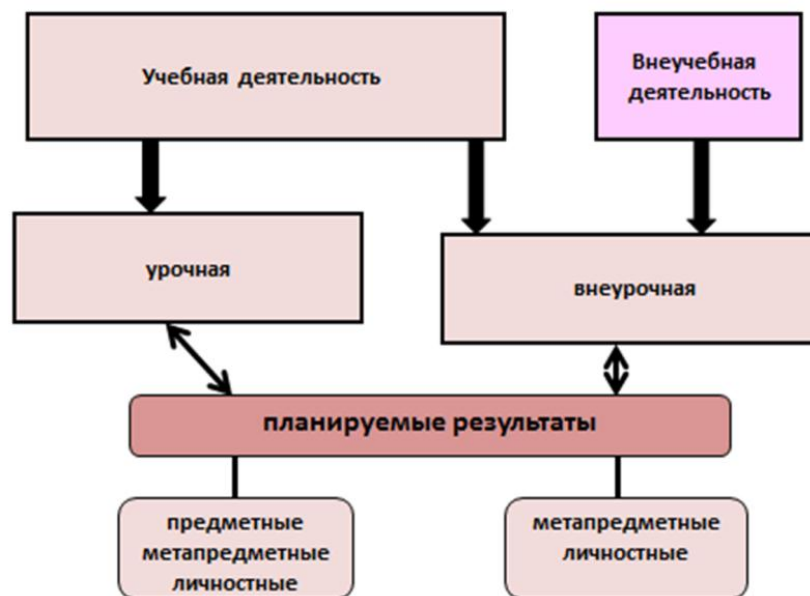 Учебная деятельность
Внеучебная
деятельность
урочная
внеурочная
планируемые результаты
предметные
метапредметные
личностные
метапредметные
личностные